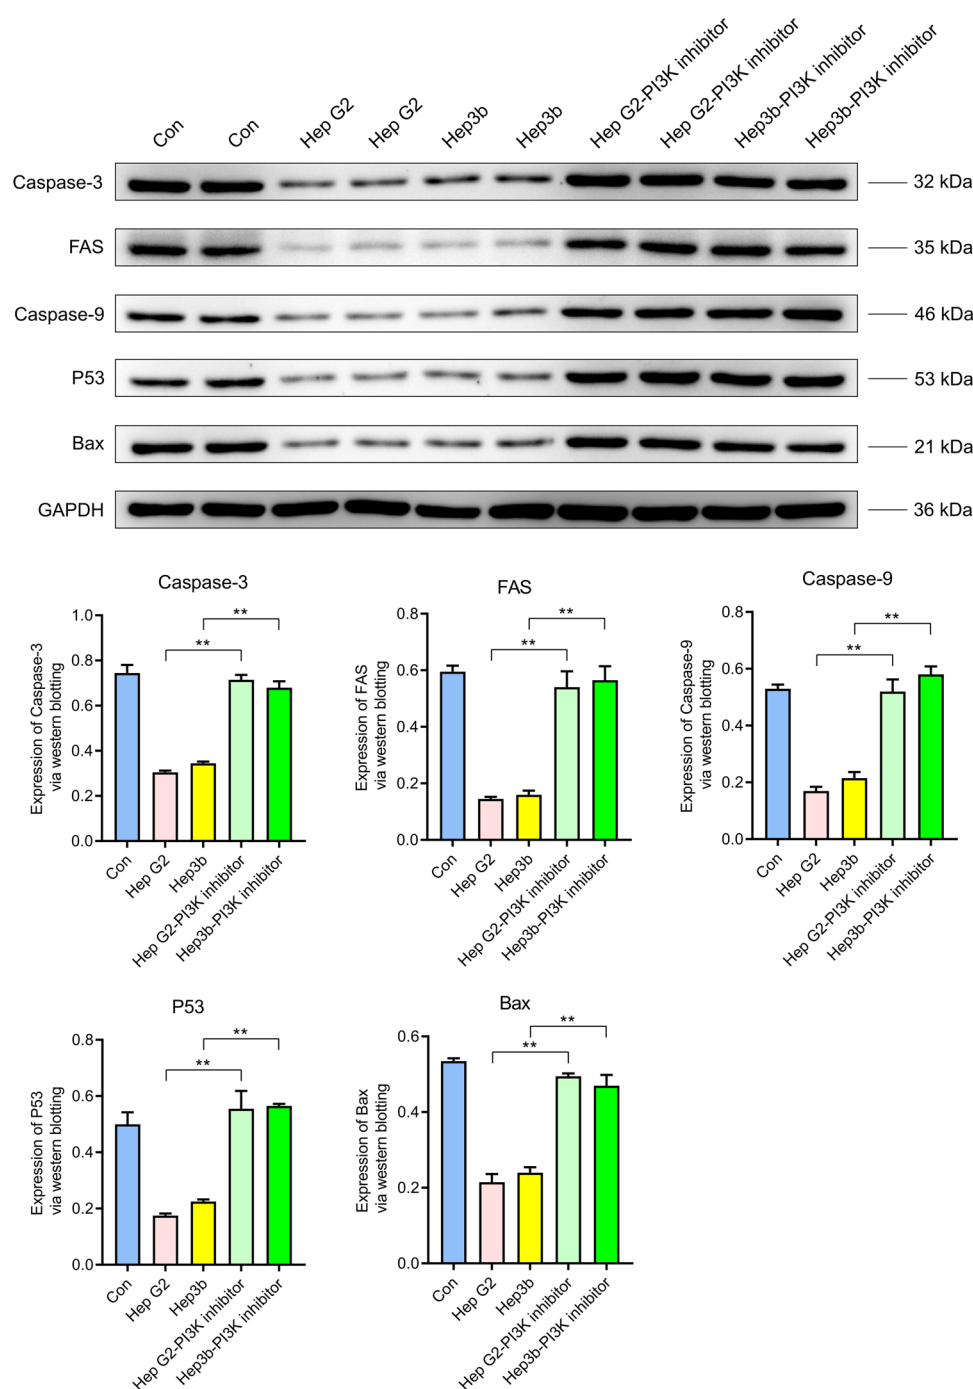 Con
Con
Hep G2
Hep G2
Hep3b
Hep3b
Hep G2-PI3K inhibitor
Hep G2-PI3K inhibitor
Hep3b-PI3K inhibitor
Hep3b-PI3K inhibitor
Caspase-3
32 kDa
FAS
35 kDa
Caspase-9
46 kDa
P53
53 kDa
Bax
21 kDa
GAPDH
36 kDa
Caspase-3
Expression of Caspase-3
via western blotting
1.0
0.8
0.6
0.4
0.2
0.0
**
**
Con
Hep G2
Hep3b
Hep G2-PI3K inhibitor
Hep3b-PI3K inhibitor
FAS
Expression of FAS
via western blotting
0.8
0.6
0.4
0.2
0.0
**
**
Con
Hep G2
Hep3b
Hep G2-PI3K inhibitor
Hep3b-PI3K inhibitor
Caspase-9
Expression of Caspase-9
via western blotting
0.8
0.6
0.4
0.2
0.0
**
**
Con
Hep G2
Hep3b
Hep G2-PI3K inhibitor
Hep3b-PI3K inhibitor
P53
Expression of P53
via western blotting
0.8
0.6
0.4
0.2
0.0
**
**
Con
Hep G2
Hep3b
Hep G2-PI3K inhibitor
Hep3b-PI3K inhibitor
Bax
Expression of Bax
via western blotting
0.6
0.4
0.2
0.0
**
**
Con
Hep G2
Hep3b
Hep G2-PI3K inhibitor
Hep3b-PI3K inhibitor